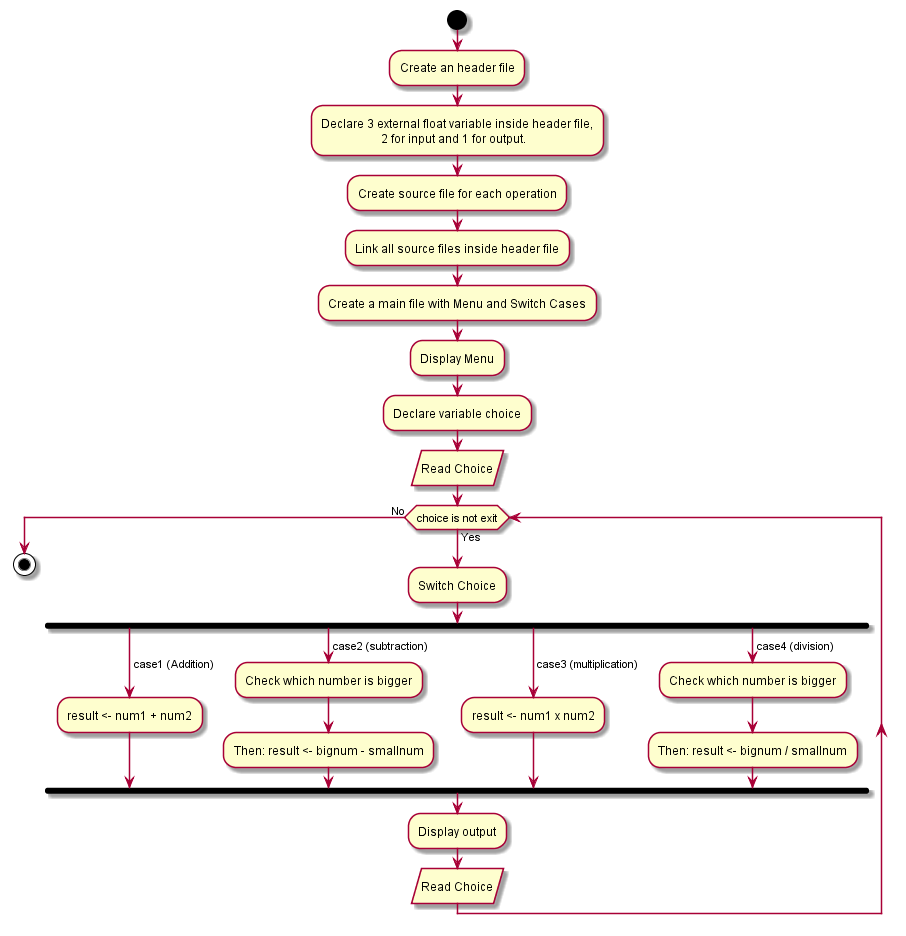 Create an header file
Declare 3 external float variable inside header file,
2 for input and 1 for output.
Create source file for each operation
Link all source files inside header file
Create a main file with Menu and Switch Cases
Display Menu
Declare variable choice
Read Choice
No
choice is not exit
Yes
Switch Choice
case1 (Addition)
result <- num1 + num2
case2 (subtraction)
Check which number is bigger
Then: result <- bignum - smallnum
case3 (multiplication)
result <- num1 x num2
case4 (division)
Check which number is bigger
Then: result <- bignum / smallnum
Display output
Read Choice